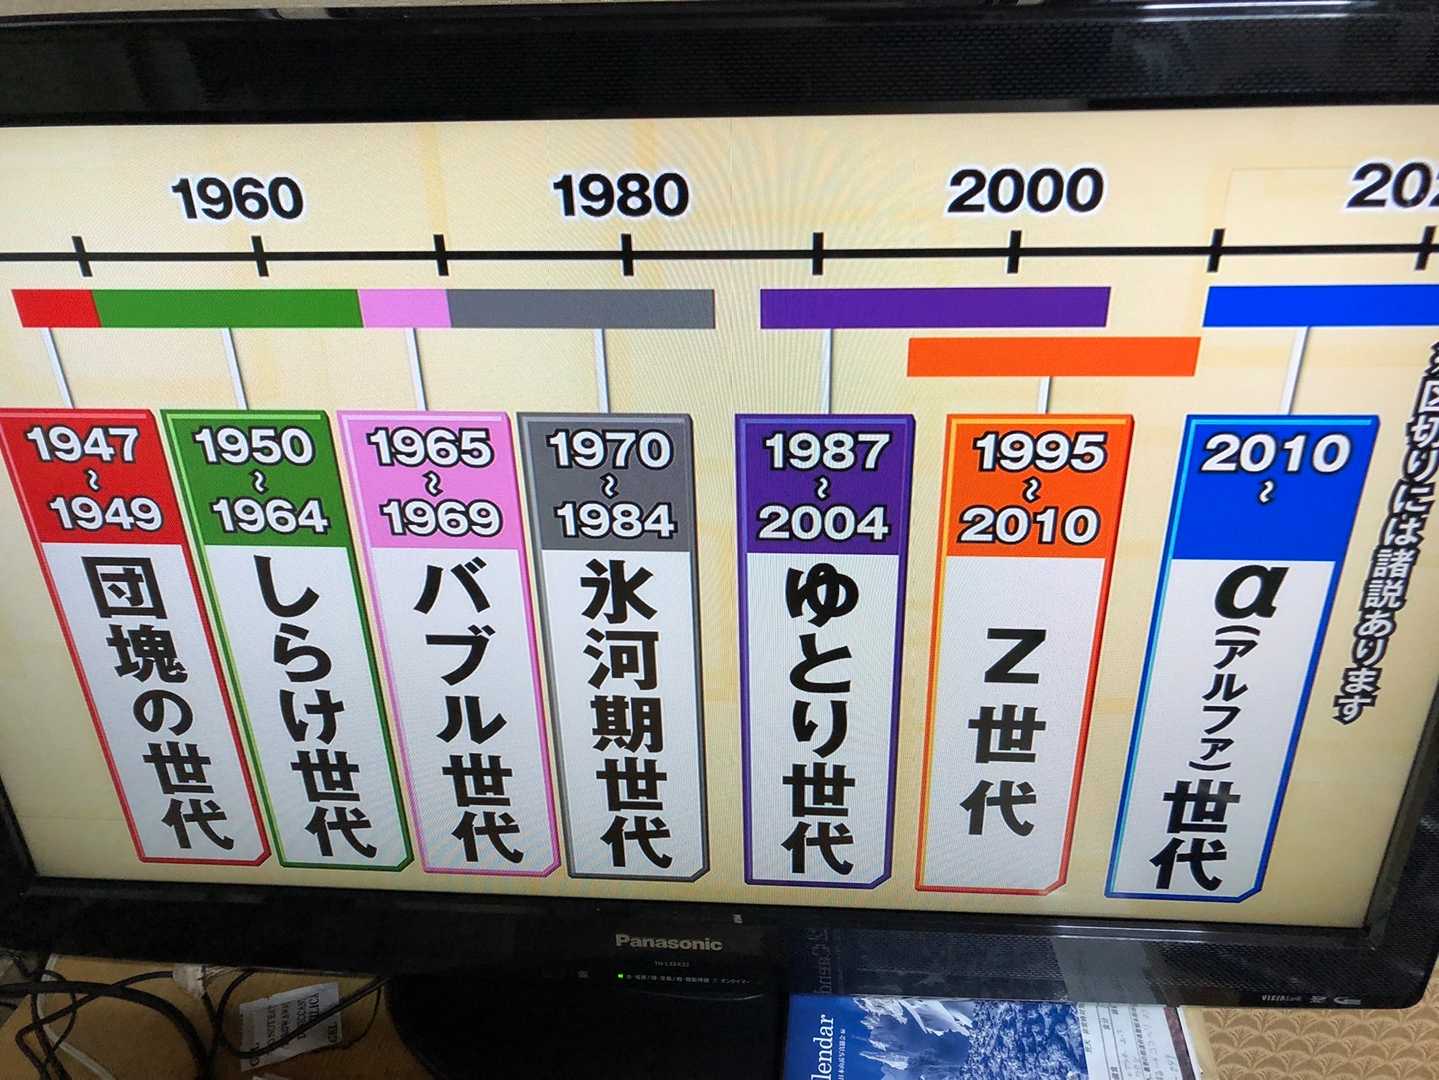 1960
1980
2000
1947
～
1949
団塊の世代
1950
～
1964
しらけ世代
1965
～
1969
バブル世代
1970
～
1984
氷河期世代
1987
～
2004
ゆとり世代
1995
～
2010
Z世代
2010
～
α(アルファ)世代
区切りには諸説あります
Panasonic
lendar